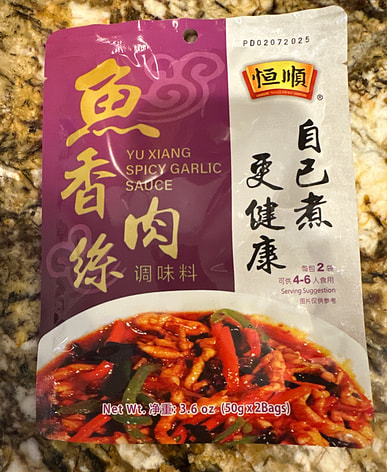 PD02072025
恒順
®
魚香肉絲
YU XIANG
SPICY GARLIC
SAUCE
调味料
自己煮
更健康
每包 2 袋
可供 4-6 人食用
Serving Suggestion
图片仅供参考
Net Wt. 净重: 3.6 oz (50g x 2Bags)